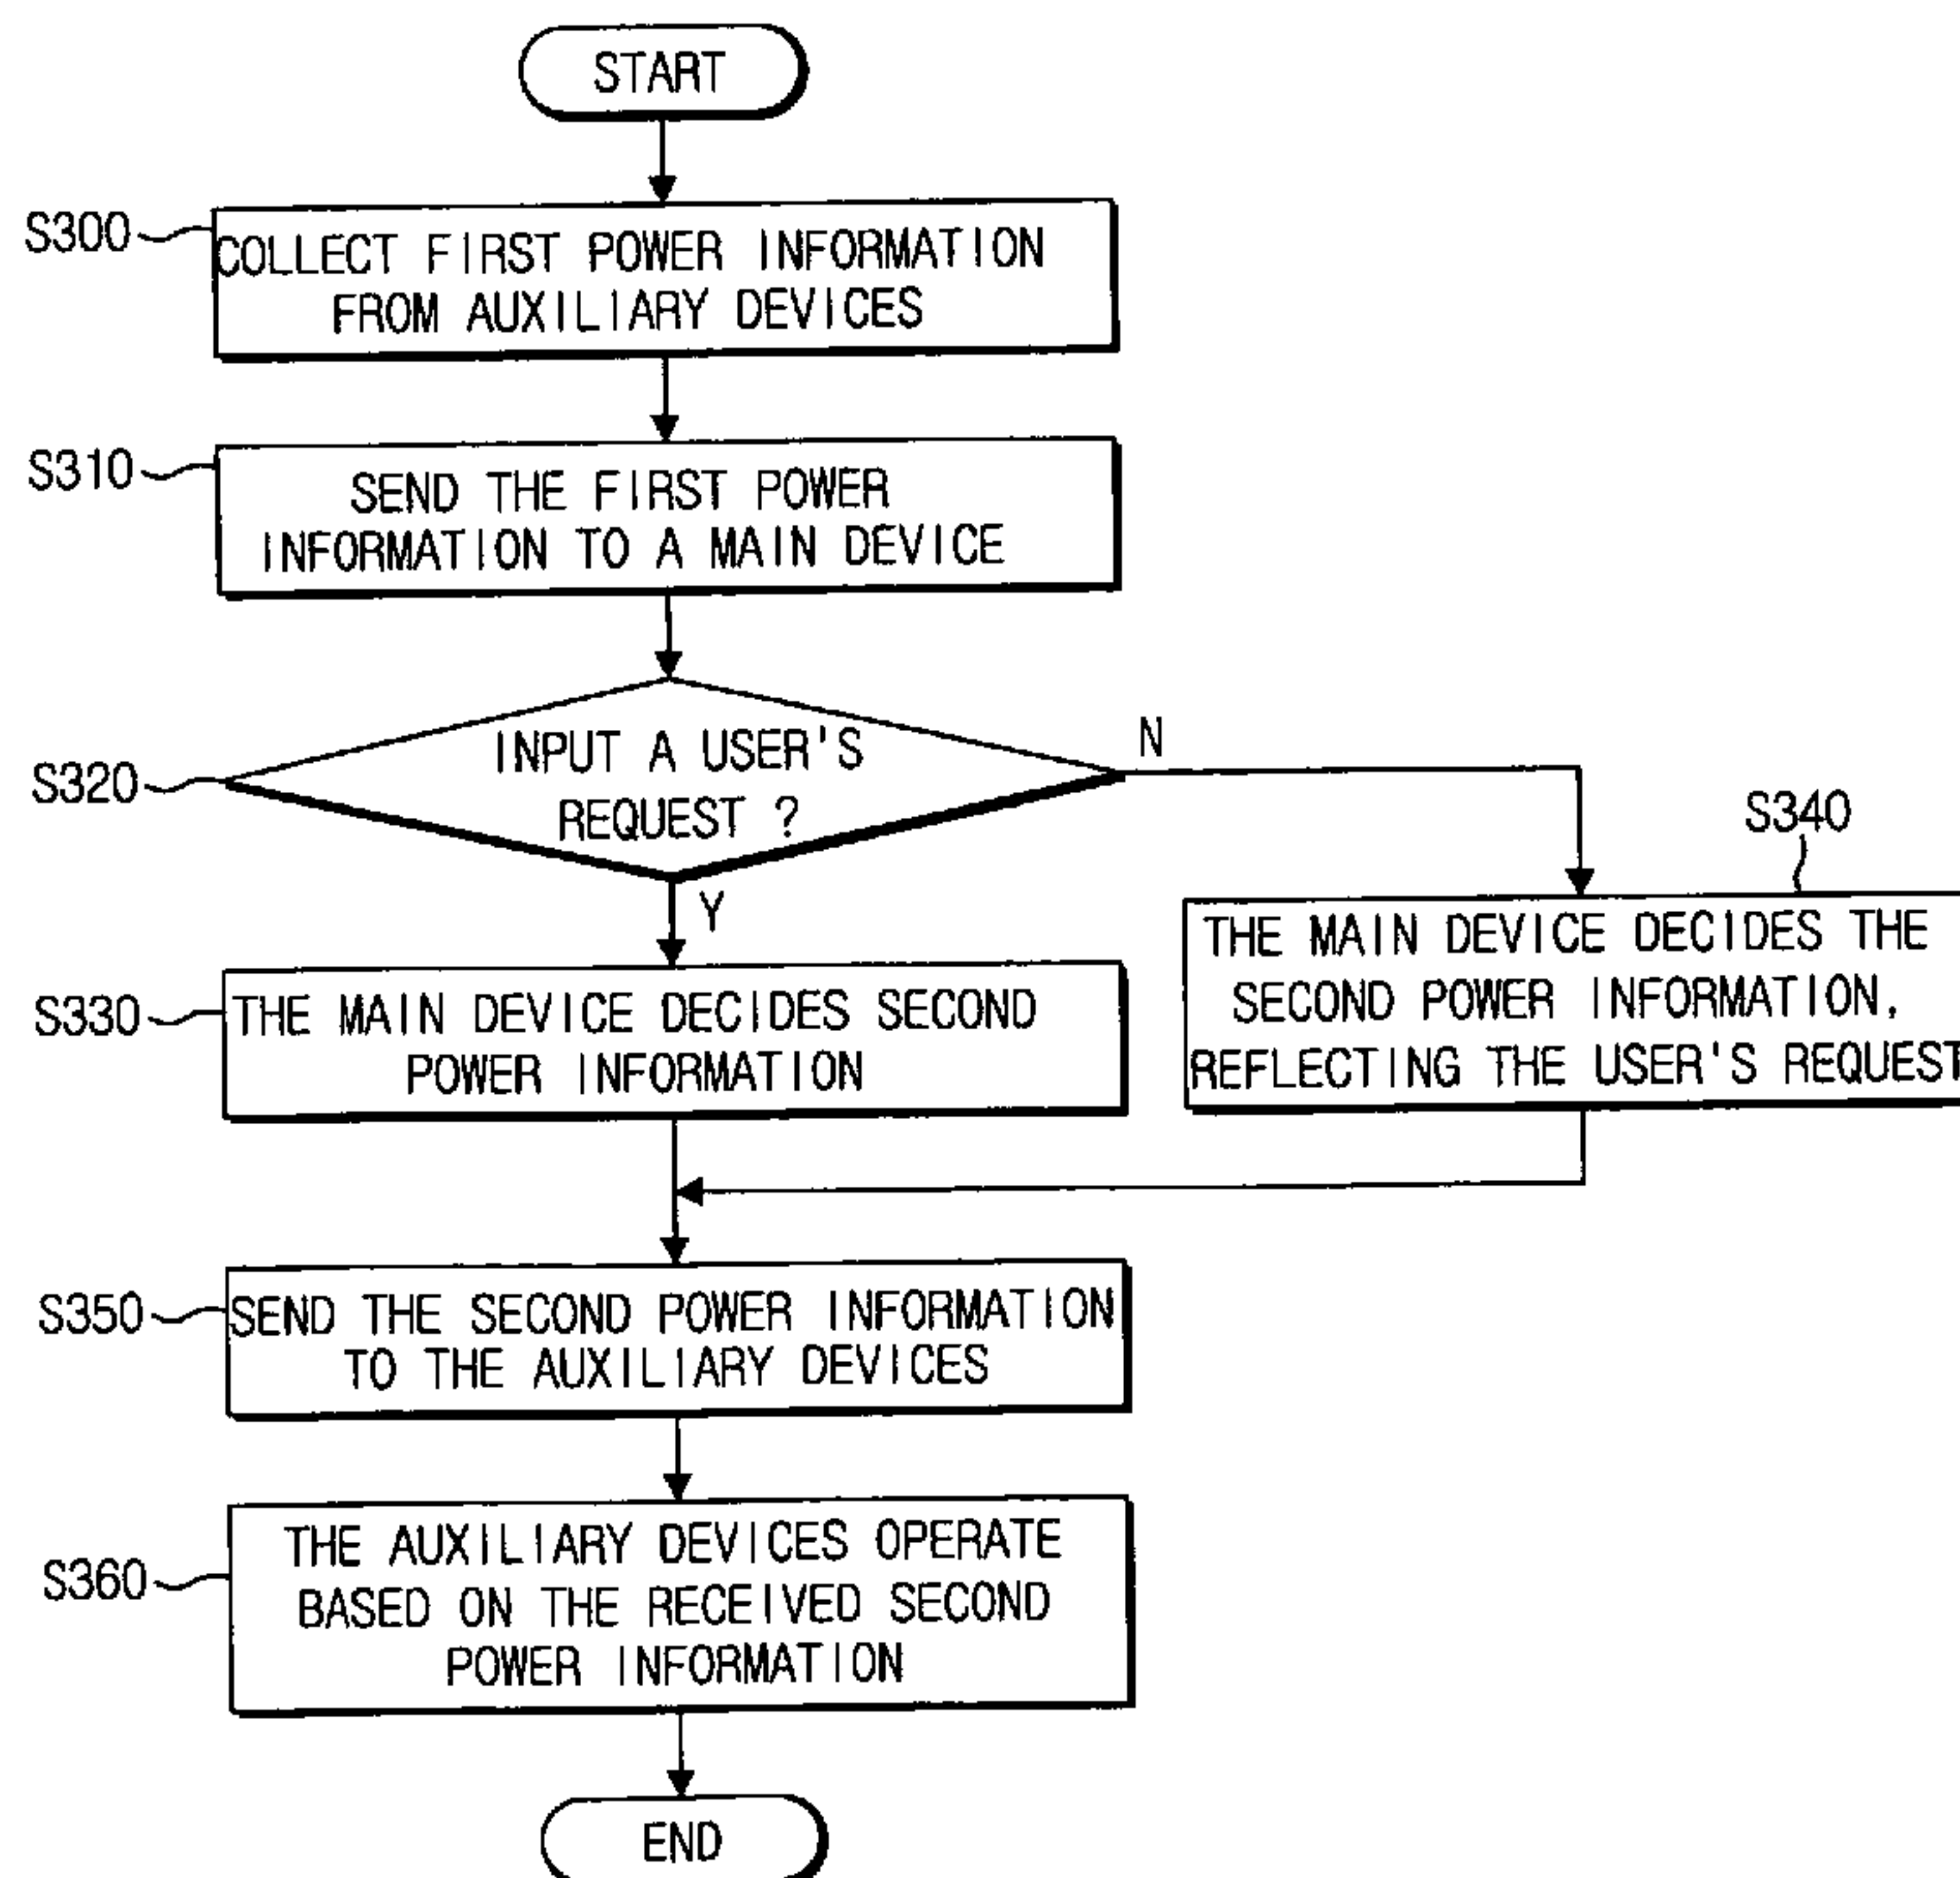 START
S300
COLLECT FIRST POWER INFORMATION
FROM AUXILIARY DEVICES
S310
SEND THE FIRST POWER
INFORMATION TO A MAIN DEVICE
S320
INPUT A USER'S
REQUEST ?
N
Y
S340
THE MAIN DEVICE DECIDES THE
SECOND POWER INFORMATION,
REFLECTING THE USER'S REQUEST
S330
THE MAIN DEVICE DECIDES SECOND
POWER INFORMATION
S350
SEND THE SECOND POWER INFORMATION
TO THE AUXILIARY DEVICES
S360
THE AUXILIARY DEVICES OPERATE
BASED ON THE RECEIVED SECOND
POWER INFORMATION
END